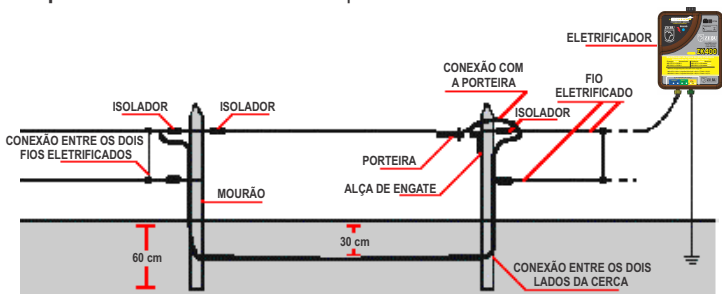 ELETRIFICADOR
CONEXÃO COM
A PORTEIRA
FIO
ELETRIFICADO
ISOLADOR
ISOLADOR
ISOLADOR
CONEXÃO ENTRE OS DOIS
FIOS ELETRIFICADOS
PORTEIRA
MOURÃO
ALÇA DE ENGATE
60 cm
30 cm
CONEXÃO ENTRE OS DOIS
LADOS DA CERCA